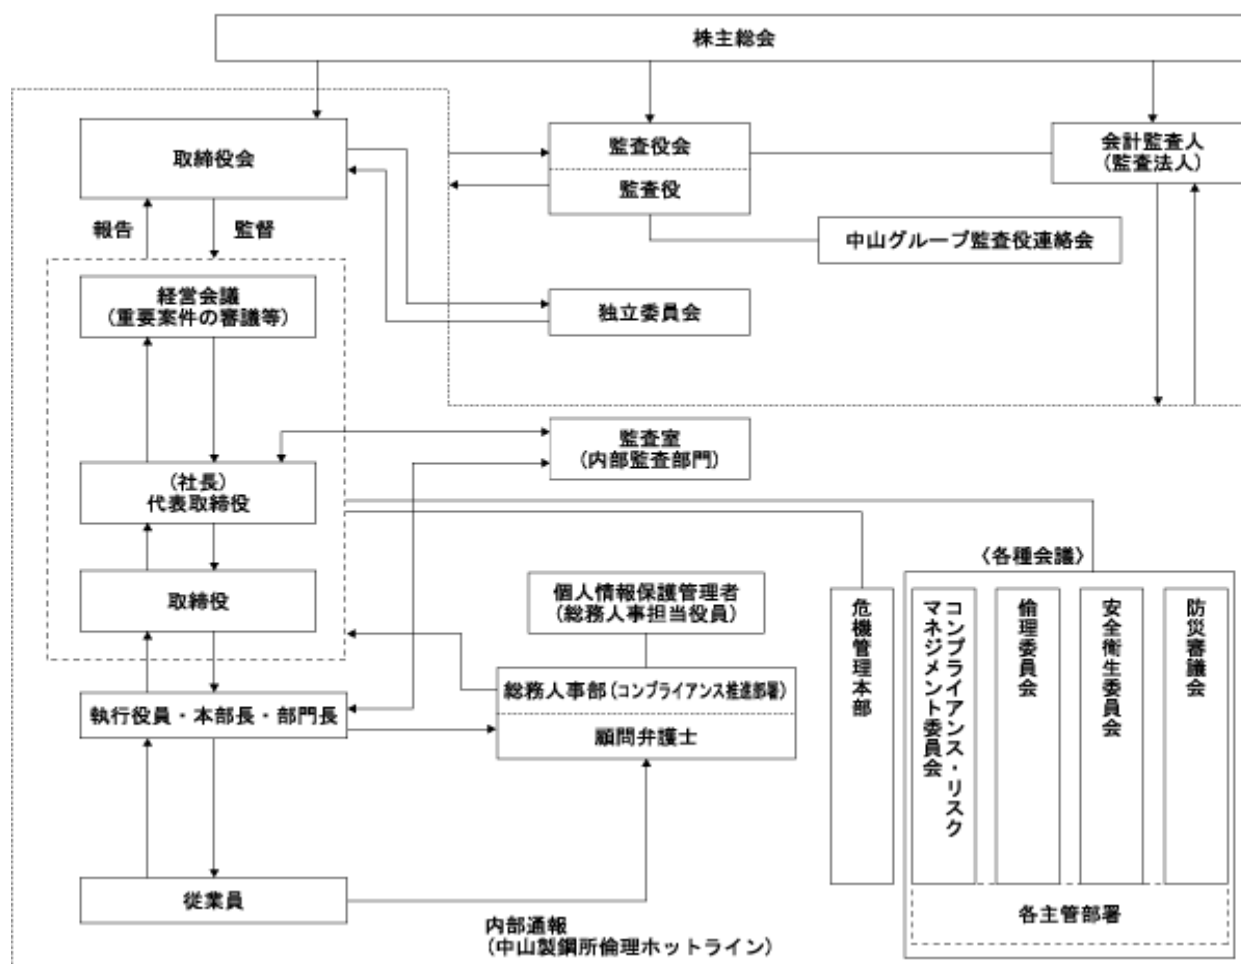 株主総会
取締役会
監査役会
監査役
会計監査人
(監査法人)
報告
監督
中山グループ監査役連絡会
経営会議
(重要案件の審議等)
独立委員会
監査室
(内部監査部門)
(社長)
代表取締役
〈各種会議〉
取締役
個人情報保護管理者
(総務人事担当役員)
危機管理本部
コンプライアンス・リスク
マネジメント委員会
倫理委員会
安全衛生委員会
防災審議会
総務人事部(コンプライアンス推進部署)
顧問弁護士
執行役員・本部長・部門長
従業員
各主管部署
内部通報
(中山製鋼所倫理ホットライン)